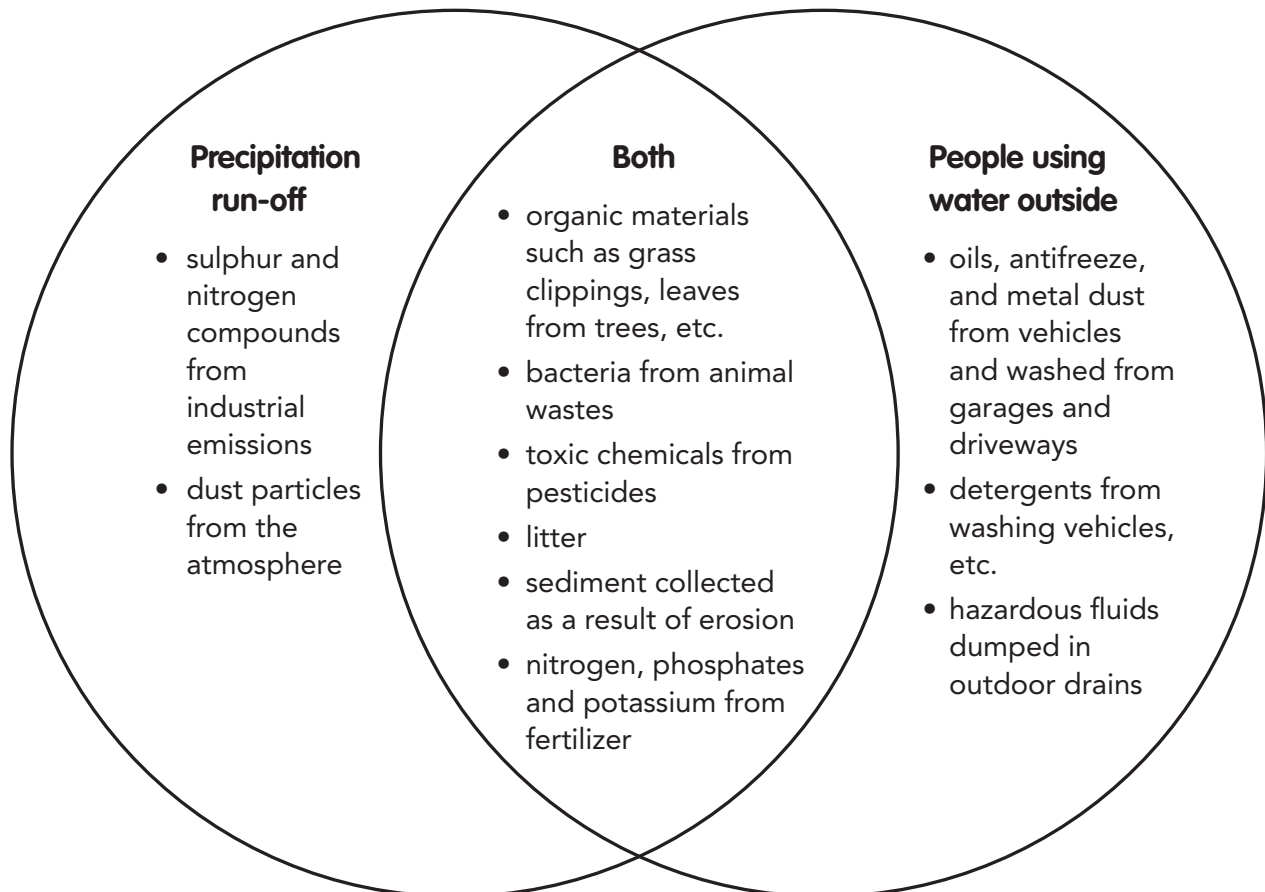 Precipitation
run-off
• sulphur and
nitrogen
compounds
from
industrial
emissions
• dust particles
from the
atmosphere
Both
• organic materials
such as grass
clippings, leaves
from trees, etc.
• bacteria from animal
wastes
• toxic chemicals from
pesticides
• litter
• sediment collected
as a result of erosion
• nitrogen, phosphates
and potassium from
fertilizer
People using
water outside
• oils, antifreeze,
and metal dust
from vehicles
and washed from
garages and
driveways
• detergents from
washing vehicles,
etc.
• hazardous fluids
dumped in
outdoor drains